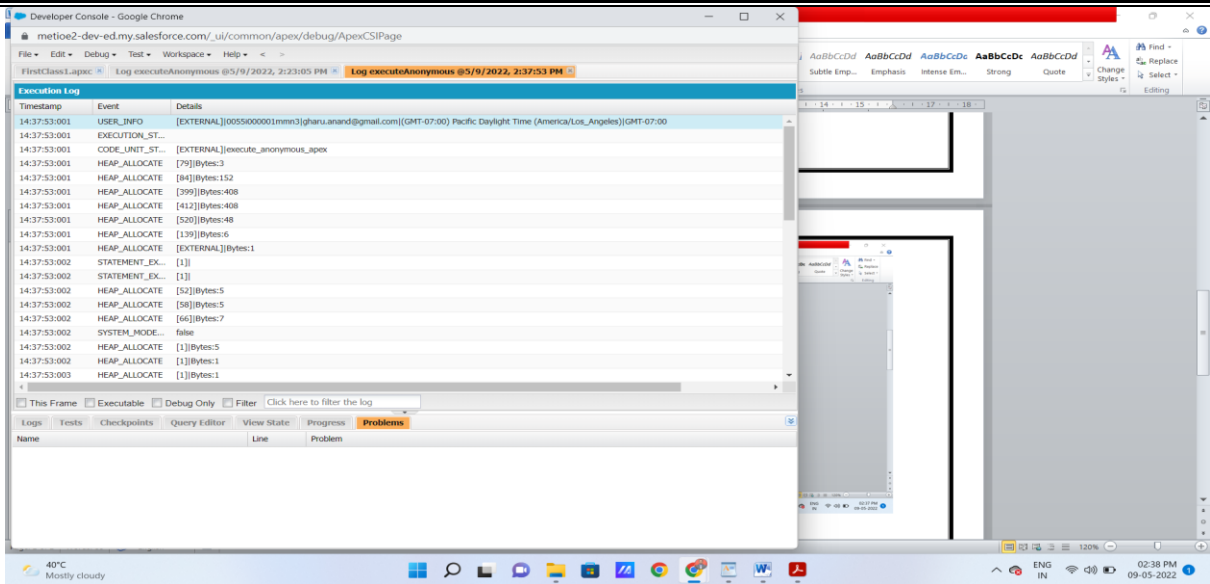 Developer Console - Google Chrome
metioe2-dev-ed.my.salesforce.com/_ui/common/apex/debug/ApexCSIPage
File Edit Debug Test Workspace Help < >
FirstClass1.apxc Log executeAnonymous @5/9/2022, 2:23:05 PM Log executeAnonymous @5/9/2022, 2:37:53 PM
Execution Log
Timestamp Event Details
14:37:53:001 USER_INFO [EXTERNAL]|0055i000001mmn3|gharu.anand@gmail.com|(GMT-07:00) Pacific Daylight Time (America/Los_Angeles)|GMT-07:00
14:37:53:001 EXECUTION_ST...
14:37:53:001 CODE_UNIT_ST... [EXTERNAL]|execute_anonymous_apex
14:37:53:001 HEAP_ALLOCATE [79]|Bytes:3
14:37:53:001 HEAP_ALLOCATE [84]|Bytes:152
14:37:53:001 HEAP_ALLOCATE [399]|Bytes:408
14:37:53:001 HEAP_ALLOCATE [412]|Bytes:408
14:37:53:001 HEAP_ALLOCATE [520]|Bytes:48
14:37:53:001 HEAP_ALLOCATE [139]|Bytes:6
14:37:53:001 HEAP_ALLOCATE [EXTERNAL]|Bytes:1
14:37:53:002 STATEMENT_EX... [1]|
14:37:53:002 STATEMENT_EX... [1]|
14:37:53:002 HEAP_ALLOCATE [52]|Bytes:5
14:37:53:002 HEAP_ALLOCATE [58]|Bytes:5
14:37:53:002 HEAP_ALLOCATE [66]|Bytes:7
14:37:53:002 SYSTEM_MODE... false
14:37:53:002 HEAP_ALLOCATE [1]|Bytes:5
14:37:53:002 HEAP_ALLOCATE [1]|Bytes:1
14:37:53:003 HEAP_ALLOCATE [1]|Bytes:1
This Frame Executable Debug Only Filter Click here to filter the log
Logs Tests Checkpoints Query Editor View State Progress Problems
Name Line Problem
AaBbCcDd AaBbCcDd AaBbCcDc AaBbCcDc AaBbCcDd
Subtle Emp... Emphasis Intense Em... Strong Quote
Change Styles
Find
Replace
Select
Editing
14 15 17 18
02:37 PM
09-05-2022
120%
40°C
Mostly cloudy
ENG
IN
02:38 PM
09-05-2022
1